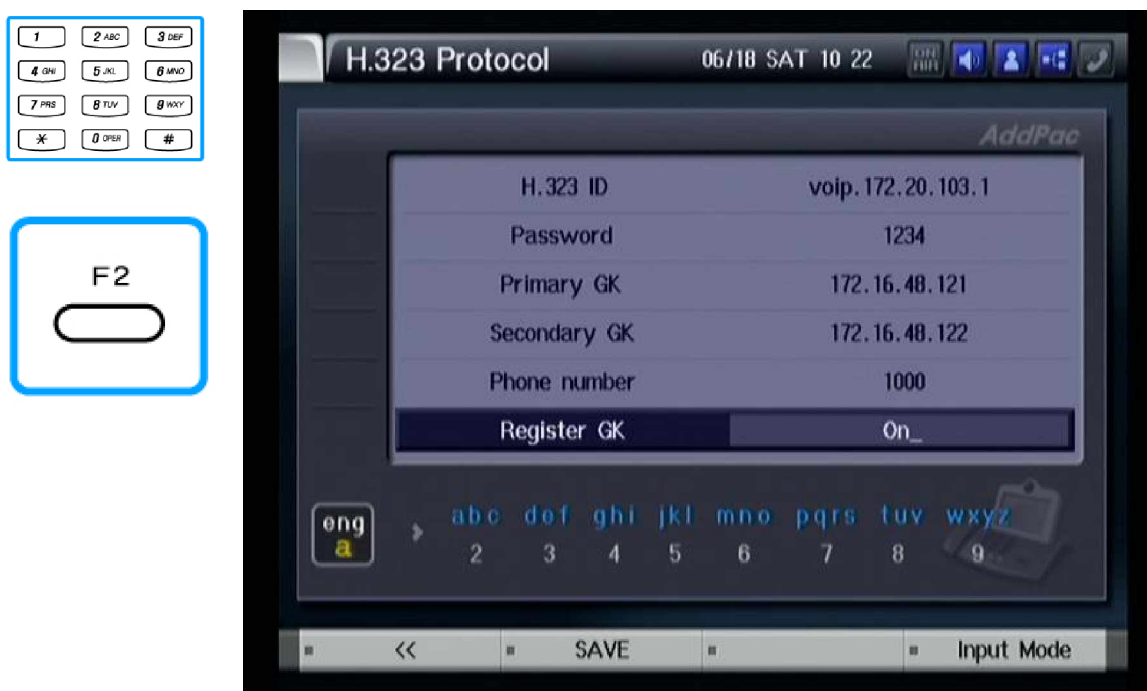 1 2 ABC 3 DEF
4 GHI 5 JKL 6 MNO
7 PRS 8 TUV 9 WXY
* 0 OPER #
F2
H.323 Protocol 06/18 SAT 10 22 ON AIR
AddPac
H.323 ID voip.172.20.103.1
Password 1234
Primary GK 172.16.48.121
Secondary GK 172.16.48.122
Phone number 1000
Register GK On_
eng abc def ghi jkl mno pqrs tuv wxyz
a 2 3 4 5 6 7 8 9
<< SAVE Input Mode